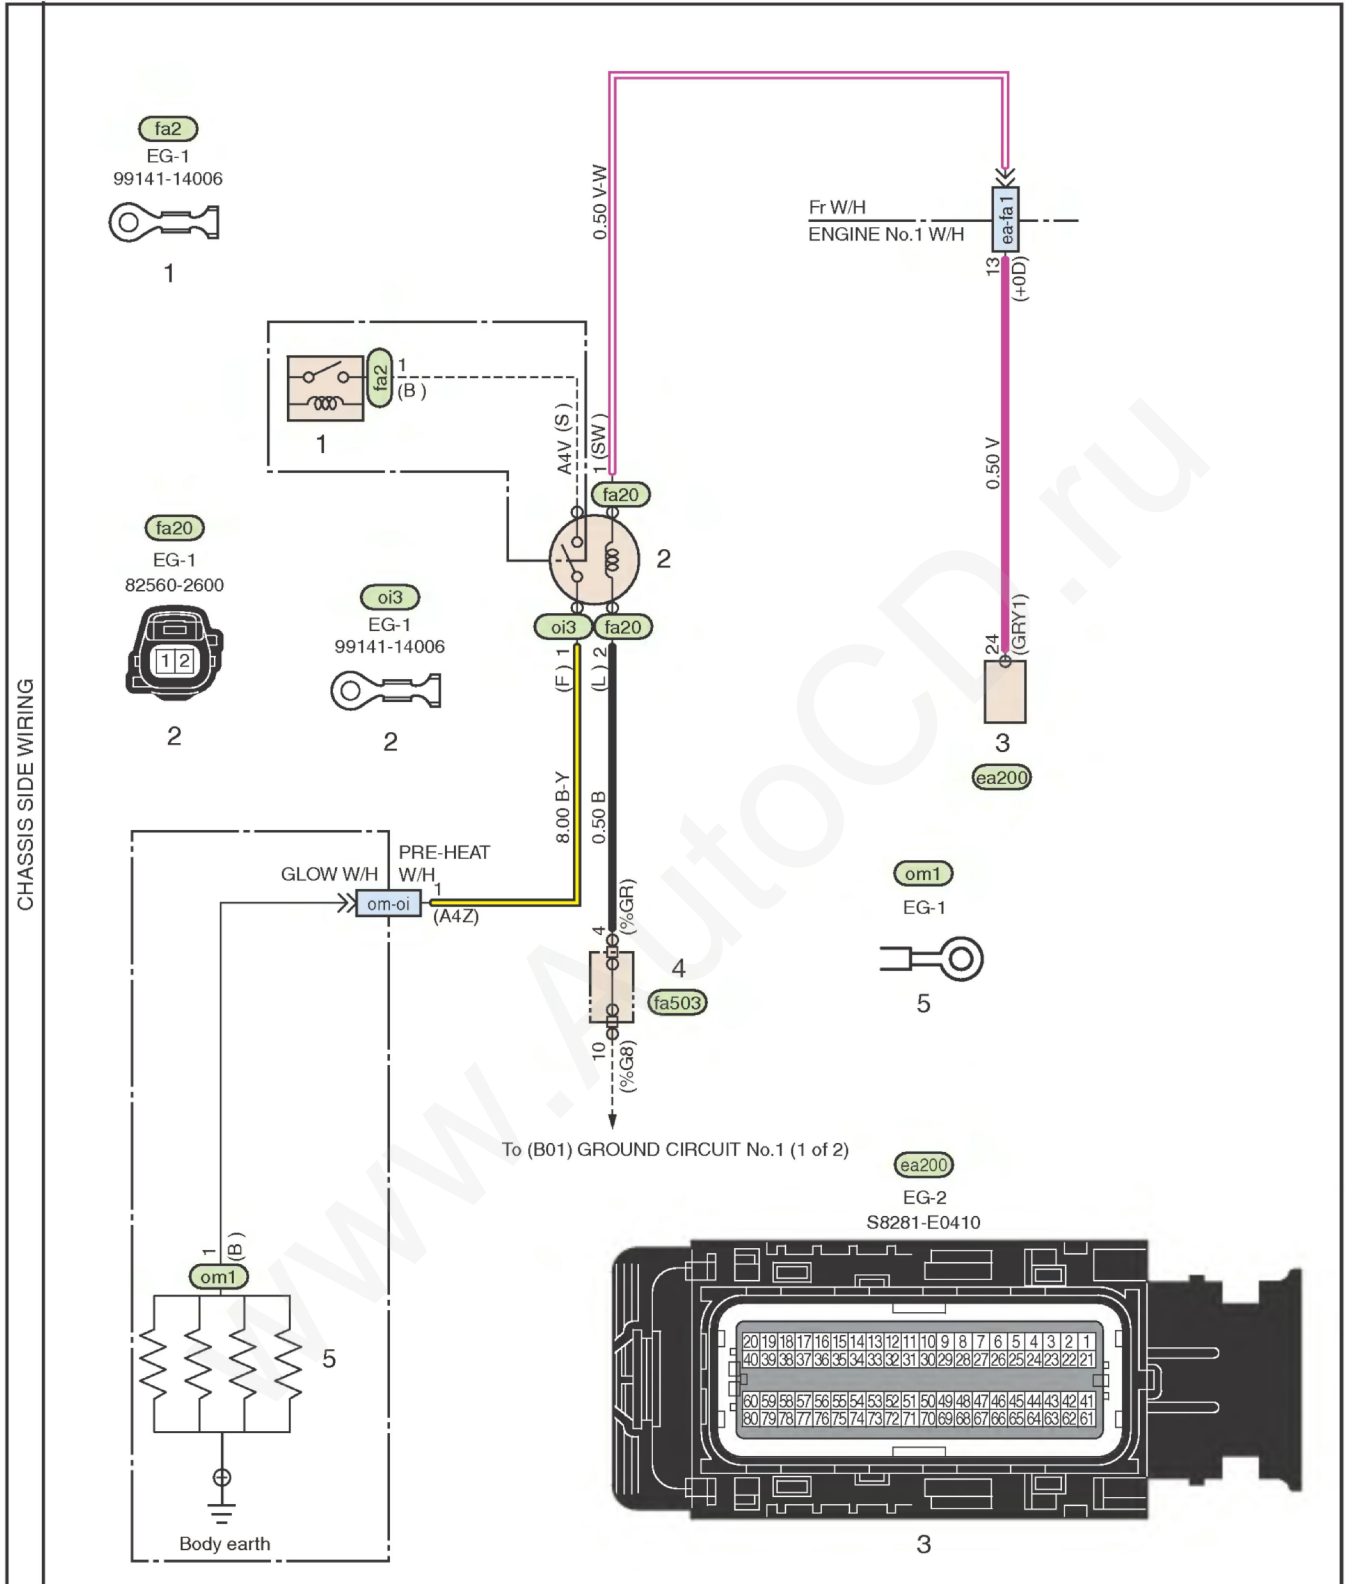 CHASSIS SIDE WIRING
fa2
EG-1
99141-14006
1
0.50 V-W
Fr W/H
ENGINE No.1 W/H
ea-fa1
13
(+0D)
fa2
1
(B )
1
A4V (S )
1 (SW )
fa20
2
0.50 V
fa20
EG-1
82560-2600
1 2
2
oi3
EG-1
99141-14006
2
oi3
fa20
(F ) 1
(L ) 2
24
(GRY1)
3
ea200
8.00 B-Y
0.50 B
GLOW W/H
PRE-HEAT
W/H
om-oi
1
(A4Z)
4
(%GR)
4
fa503
10
(%G8)
om1
EG-1
5
To (B01) GROUND CIRCUIT No.1 (1 of 2)
1
(B )
om1
5
Body earth
ea200
EG-2
S8281-E0410
20 19 18 17 16 15 14 13 12 11 10 9 8 7 6 5 4 3 2 1
40 39 38 37 36 35 34 33 32 31 30 29 28 27 26 25 24 23 22 21
60 59 58 57 56 55 54 53 52 51 50 49 48 47 46 45 44 43 42 41
80 79 78 77 76 75 74 73 72 71 70 69 68 67 66 65 64 63 62 61
3
www.AutoCD.ru